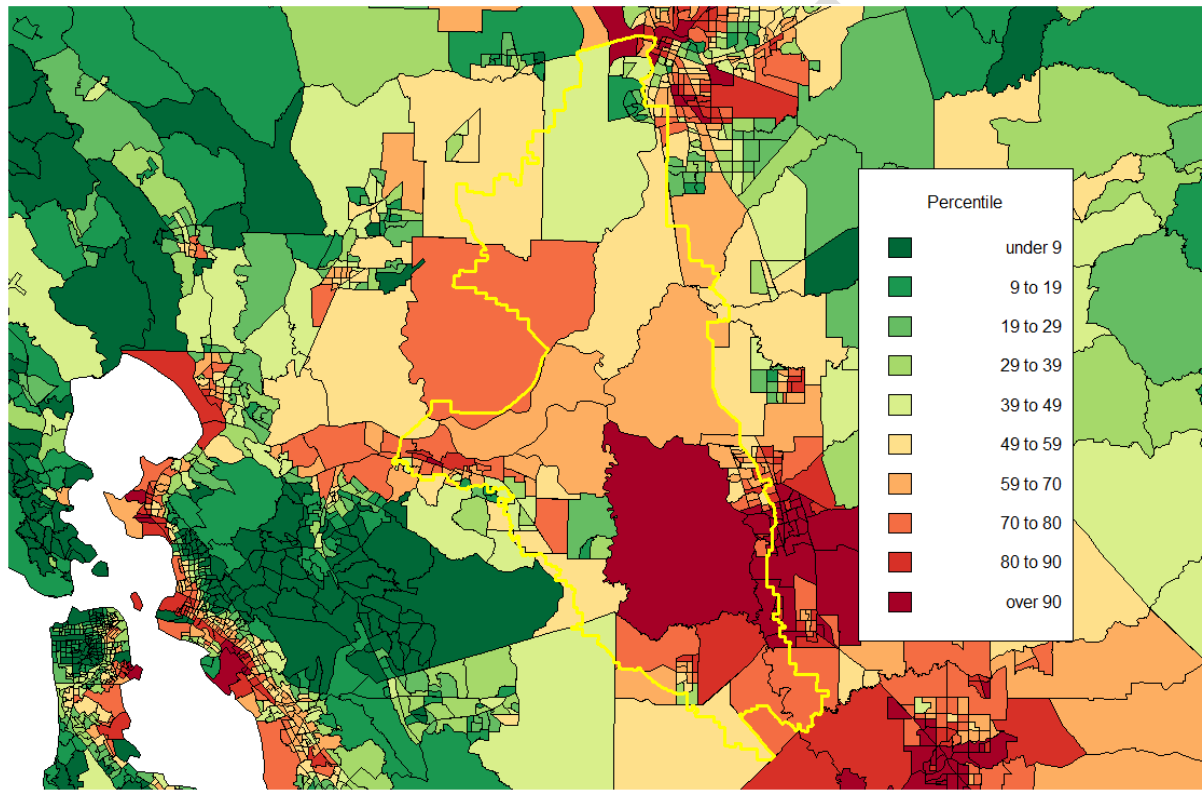 Percentile
under 9
9 to 19
19 to 29
29 to 39
39 to 49
49 to 59
59 to 70
70 to 80
80 to 90
over 90